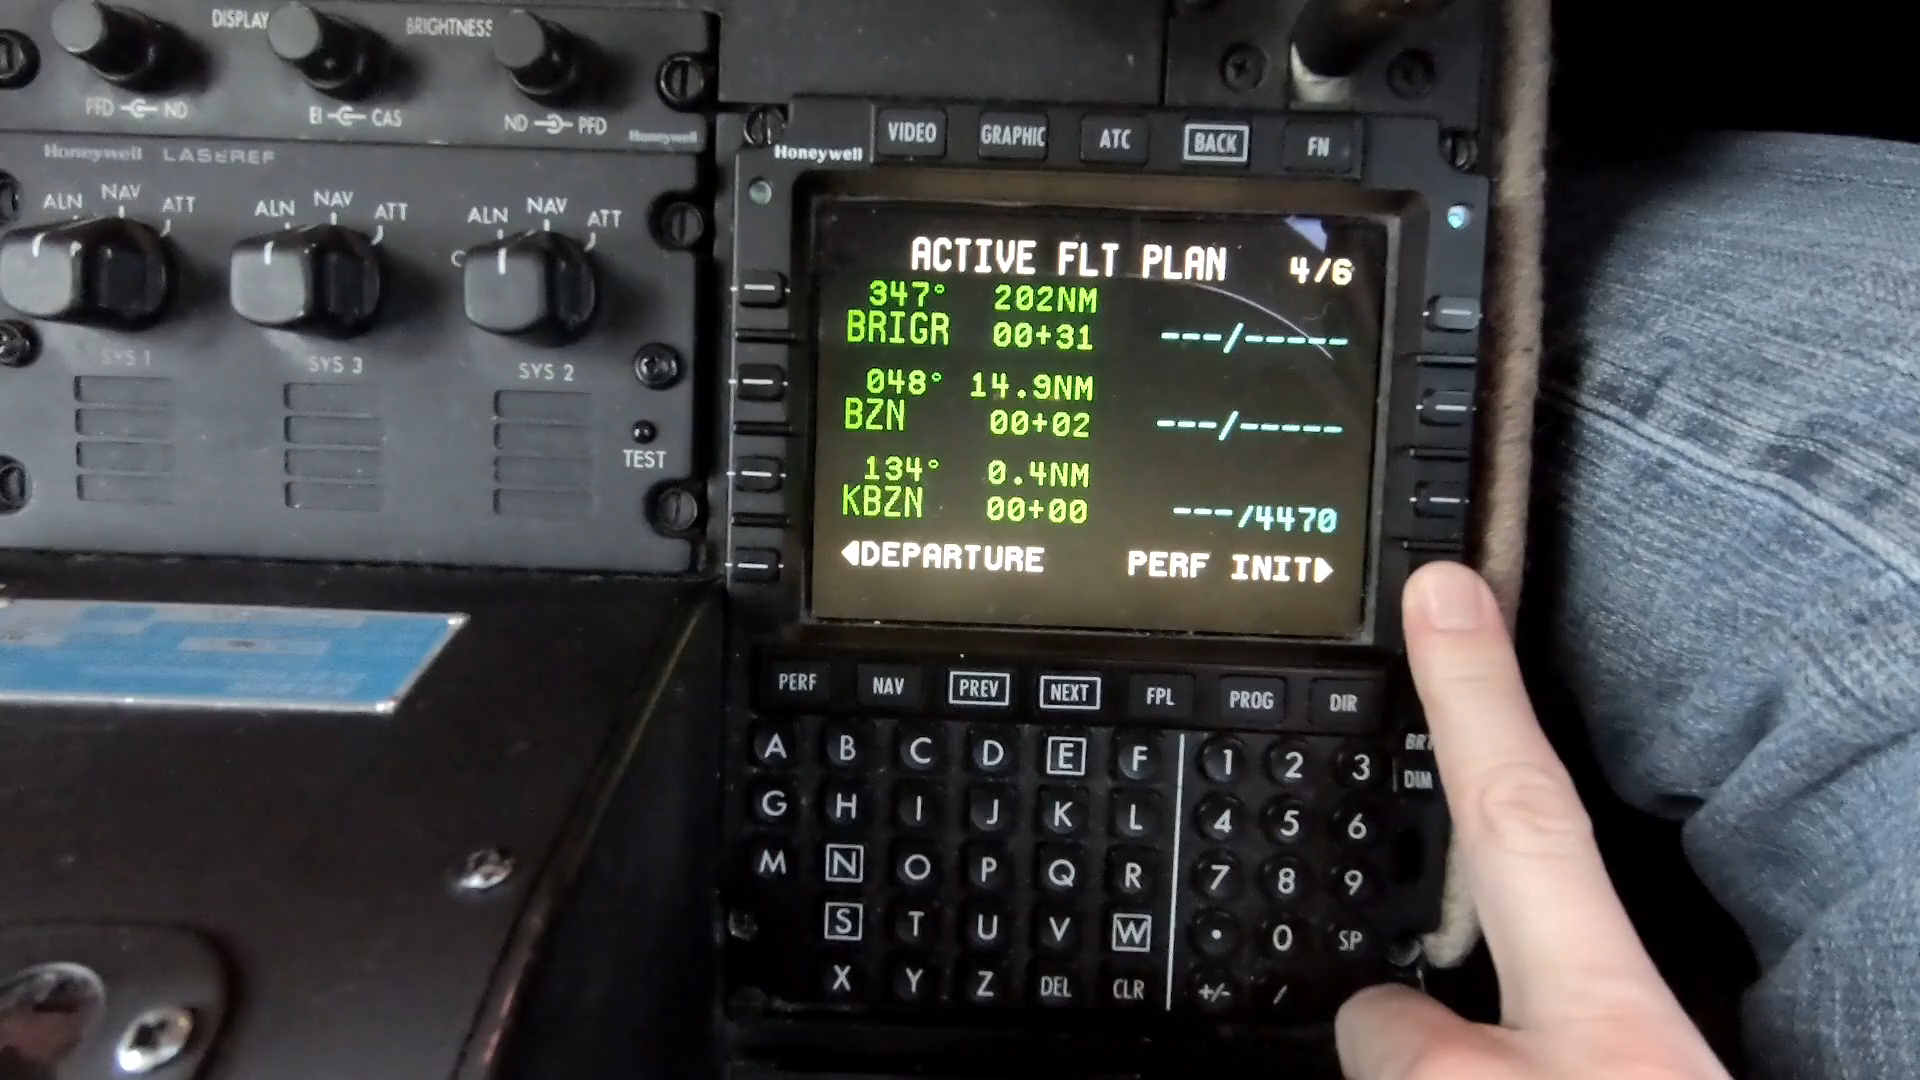 DISPLAY BRIGHTNESS
PFD ND
EI CAS
ND PFD
Honeywell
Honeywell LASEREF
ALN NAV ATT
ALN NAV ATT
ALN NAV ATT
SYS 1
SYS 3
SYS 2
TEST
VIDEO GRAPHIC ATC BACK FN
Honeywell
ACTIVE FLT PLAN 4/6
347° 202NM
BRIGR 00+31 ---/-----
048° 14.9NM
BZN 00+02 ---/-----
134° 0.4NM
KBZN 00+00 ---/4470
◀DEPARTURE PERF INIT▶
PERF NAV PREV NEXT FPL PROG DIR
A B C D E F 1 2 3
G H I J K L 4 5 6
M N O P Q R 7 8 9
S T U V W • 0 SP
X Y Z DEL CLR +/- /
DIM